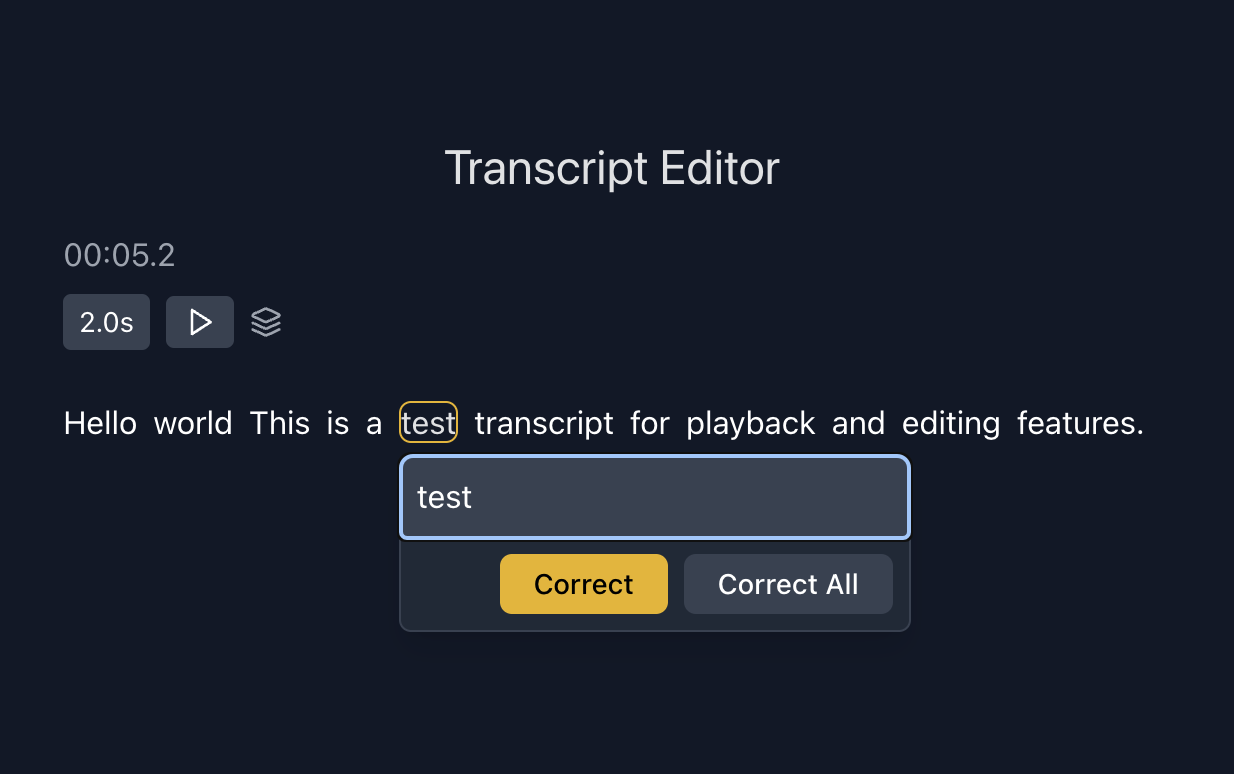 Transcript Editor
00:05.2
2.0s
Hello world This is a test transcript for playback and editing features.
test
Correct Correct All